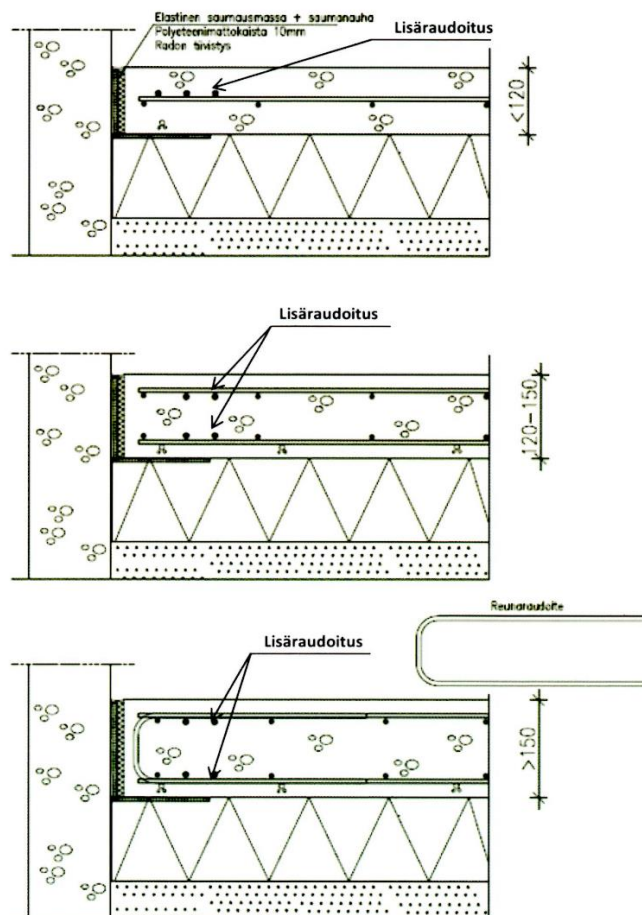 Elastinen saumausmassa + saumanauha
Polyeteenimattokaista 10mm
Radon tiivistys
Lisäraudoitus
<120
Lisäraudoitus
120-150
Reunaraudoite
Lisäraudoitus
>150